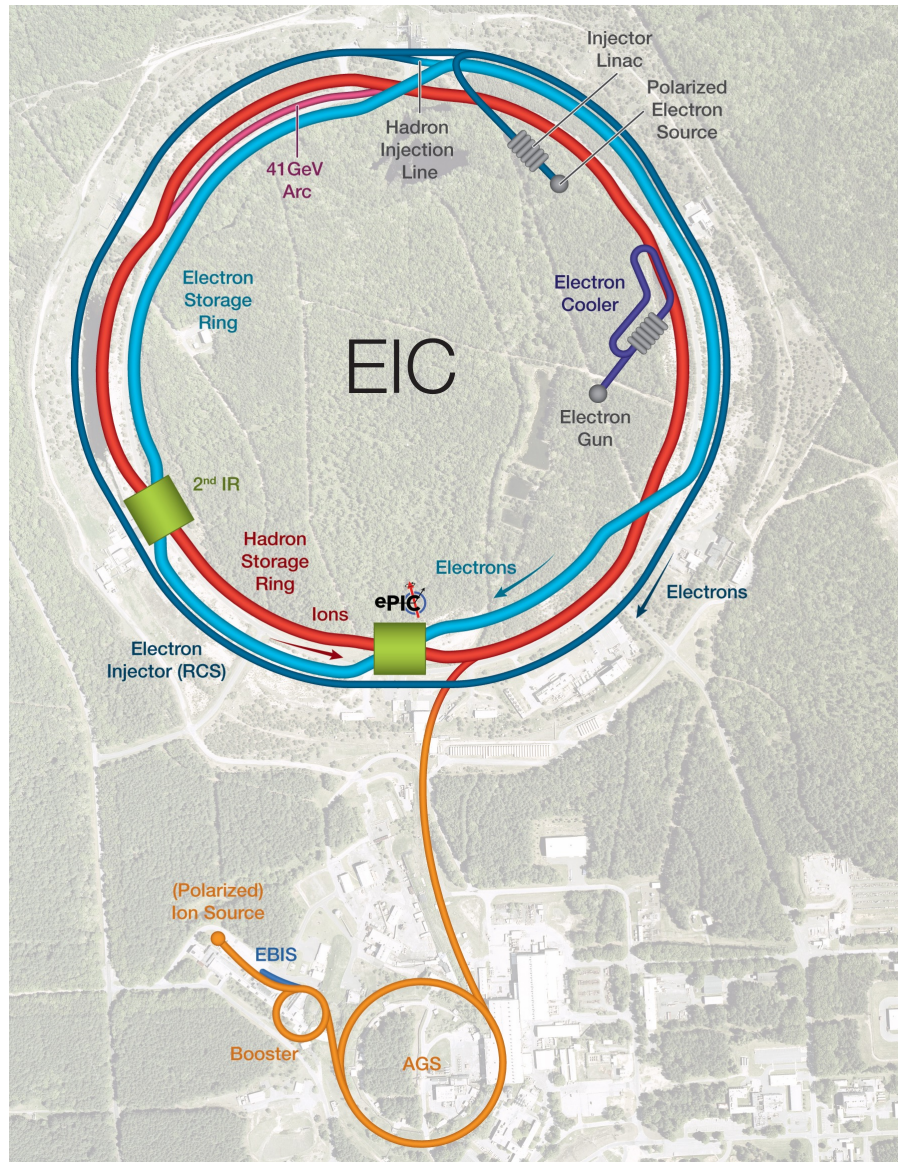 Injector
Linac
Polarized
Electron
Source
Hadron
Injection
Line
41GeV
Arc
Electron
Storage
Ring
Electron
Cooler
EIC
Electron
Gun
2nd IR
Hadron
Storage
Ring
Electrons
Electrons
ePIC
Ions
Electron
Injector (RCS)
(Polarized)
Ion Source
EBIS
Booster
AGS